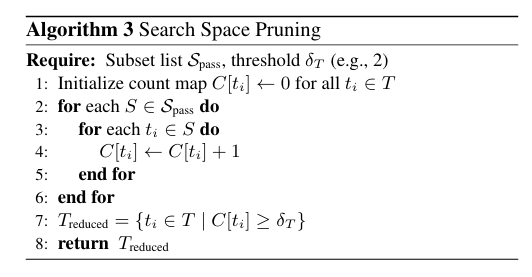 Algorithm 3 Search Space Pruning
Require: Subset list 𝒮_pass, threshold δ_T (e.g., 2)
1: Initialize count map C[t_i] ← 0 for all t_i ∈ T
2: for each S ∈ 𝒮_pass do
3: for each t_i ∈ S do
4: C[t_i] ← C[t_i] + 1
5: end for
6: end for
7: T_reduced = {t_i ∈ T | C[t_i] ≥ δ_T}
8: return T_reduced